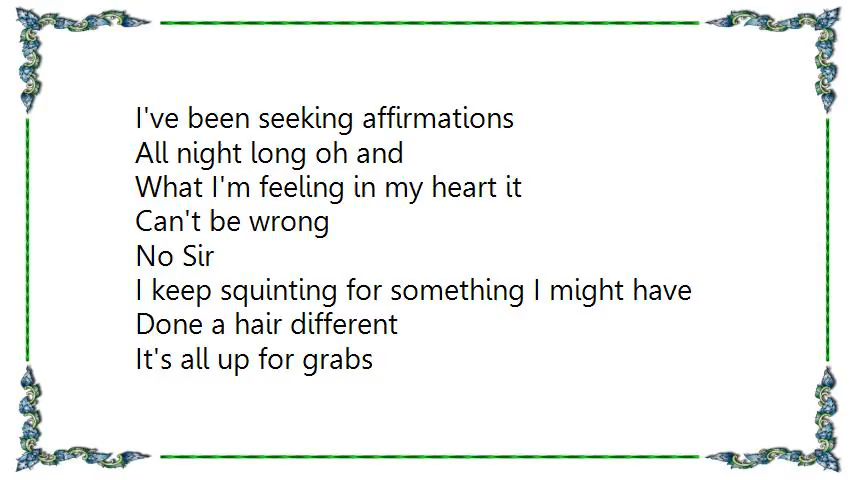 I've been seeking affirmations
All night long oh and
What I'm feeling in my heart it
Can't be wrong
No Sir
I keep squinting for something I might have
Done a hair different
It's all up for grabs